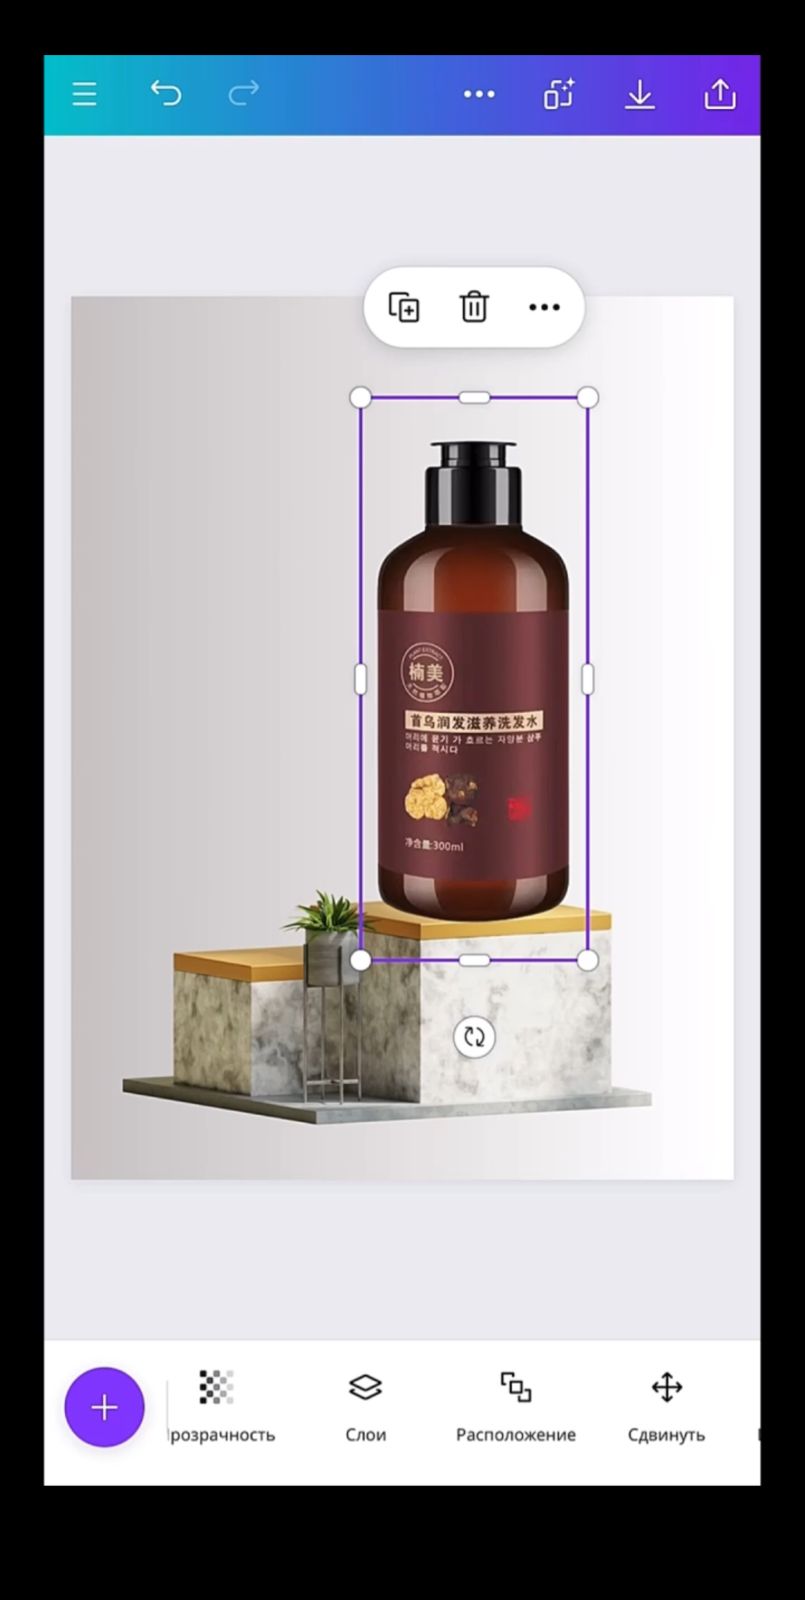 PLANT EXTRACT
楠美
首乌润发滋养洗发水
머리에 윤기 가 흐르는 자양분 샴푸
머리를 적시다
净含量:300ml
розрачность
Слои
Расположение
Сдвинуть